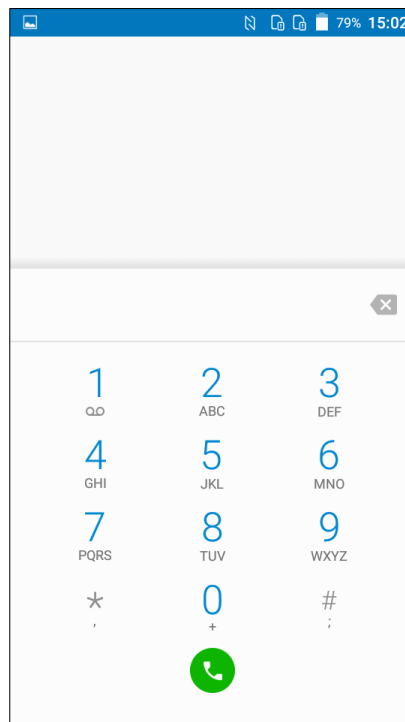 79% 15:02
1 2 3
ABC DEF
4 5 6
GHI JKL MNO
7 8 9
PQRS TUV WXYZ
* 0 #
, + ;